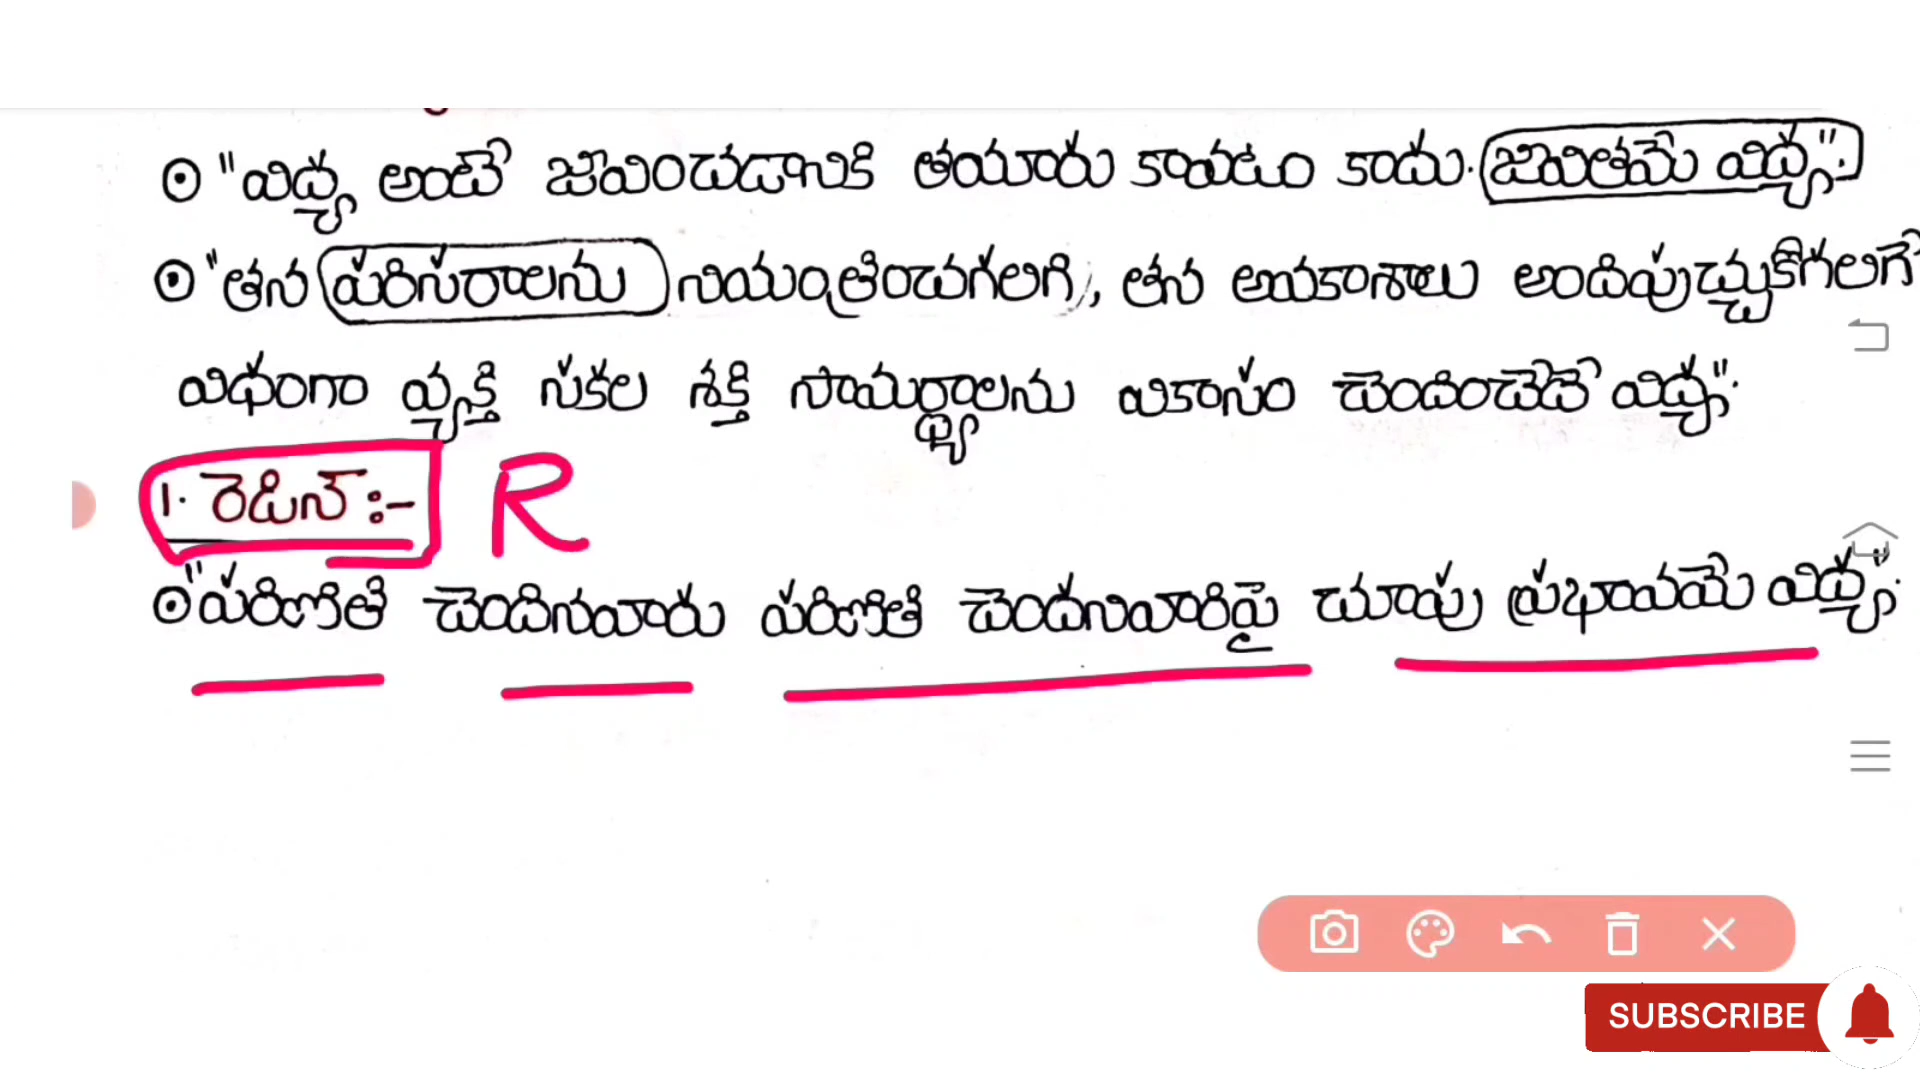 ⊙ "విద్య అంటే జీవించడానికి తయారు కావటం కాదు. జీవితమే విద్య".
⊙ "తన పరిసరాలను నియంత్రించగలిగి, తన అవకాశాలు అందిపుచ్చుకోగలిగే
విధంగా వ్యక్తి సకల శక్తి సామర్థ్యాలను వికాసం చెందించేదే విద్య".
1. రెడిన్ :- R
⊙ "పరిణితి చెందినవారు పరిణితి చెందనివారిపై చూపు ప్రభావమే విద్య".
SUBSCRIBE